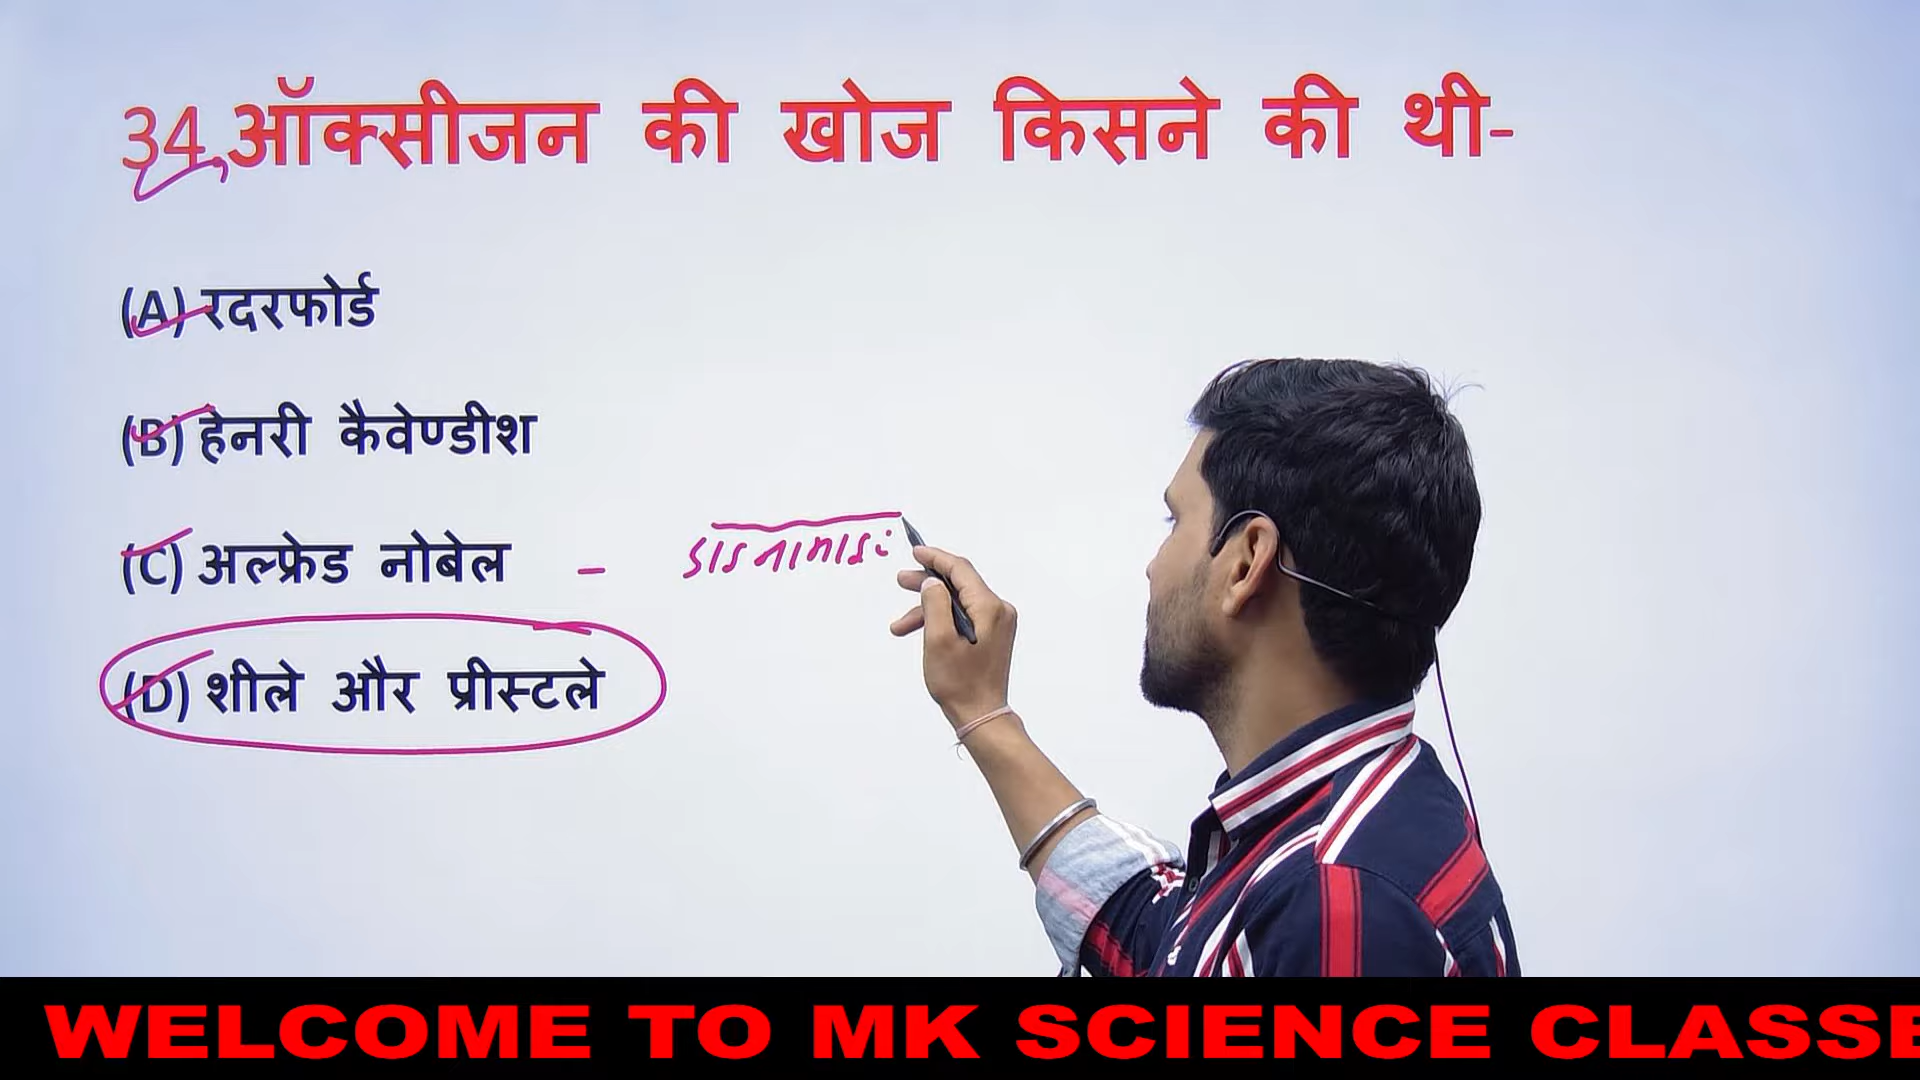 34,ऑक्सीजन की खोज किसने की थी-
(A) रदरफोर्ड
(B) हेनरी कैवेण्डीश
(C) अल्फ्रेड नोबेल -
(D) शीले और प्रीस्टले
WELCOME TO MK SCIENCE CLASSE